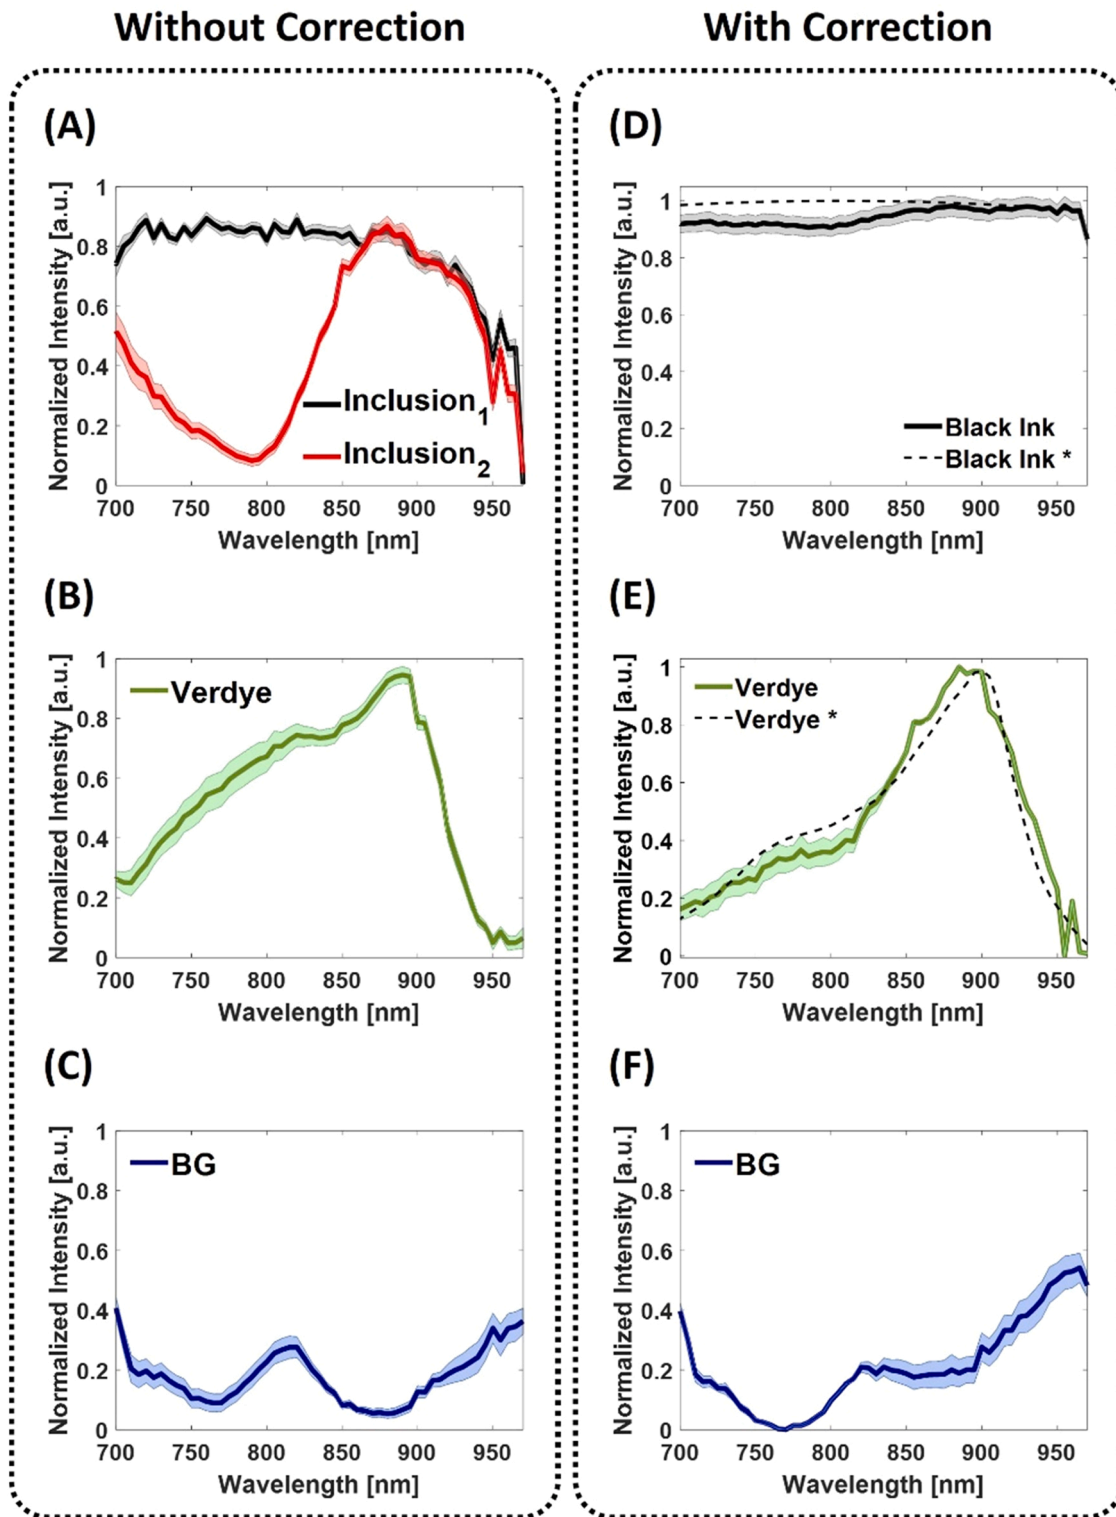 Without Correction
With Correction
(A)
Normalized Intensity [a.u.]
1
0.8
0.6
0.4
0.2
0
Inclusion1
Inclusion2
700 750 800 850 900 950
Wavelength [nm]
(D)
Normalized Intensity [a.u.]
1
0.8
0.6
0.4
0.2
0
Black Ink
Black Ink *
700 750 800 850 900 950
Wavelength [nm]
(B)
Normalized Intensity [a.u.]
1
0.8
0.6
0.4
0.2
0
Verdye
700 750 800 850 900 950
Wavelength [nm]
(E)
Normalized Intensity [a.u.]
1
0.8
0.6
0.4
0.2
0
Verdye
Verdye *
700 750 800 850 900 950
Wavelength [nm]
(C)
Normalized Intensity [a.u.]
1
0.8
0.6
0.4
0.2
0
BG
700 750 800 850 900 950
Wavelength [nm]
(F)
Normalized Intensity [a.u.]
1
0.8
0.6
0.4
0.2
0
BG
700 750 800 850 900 950
Wavelength [nm]